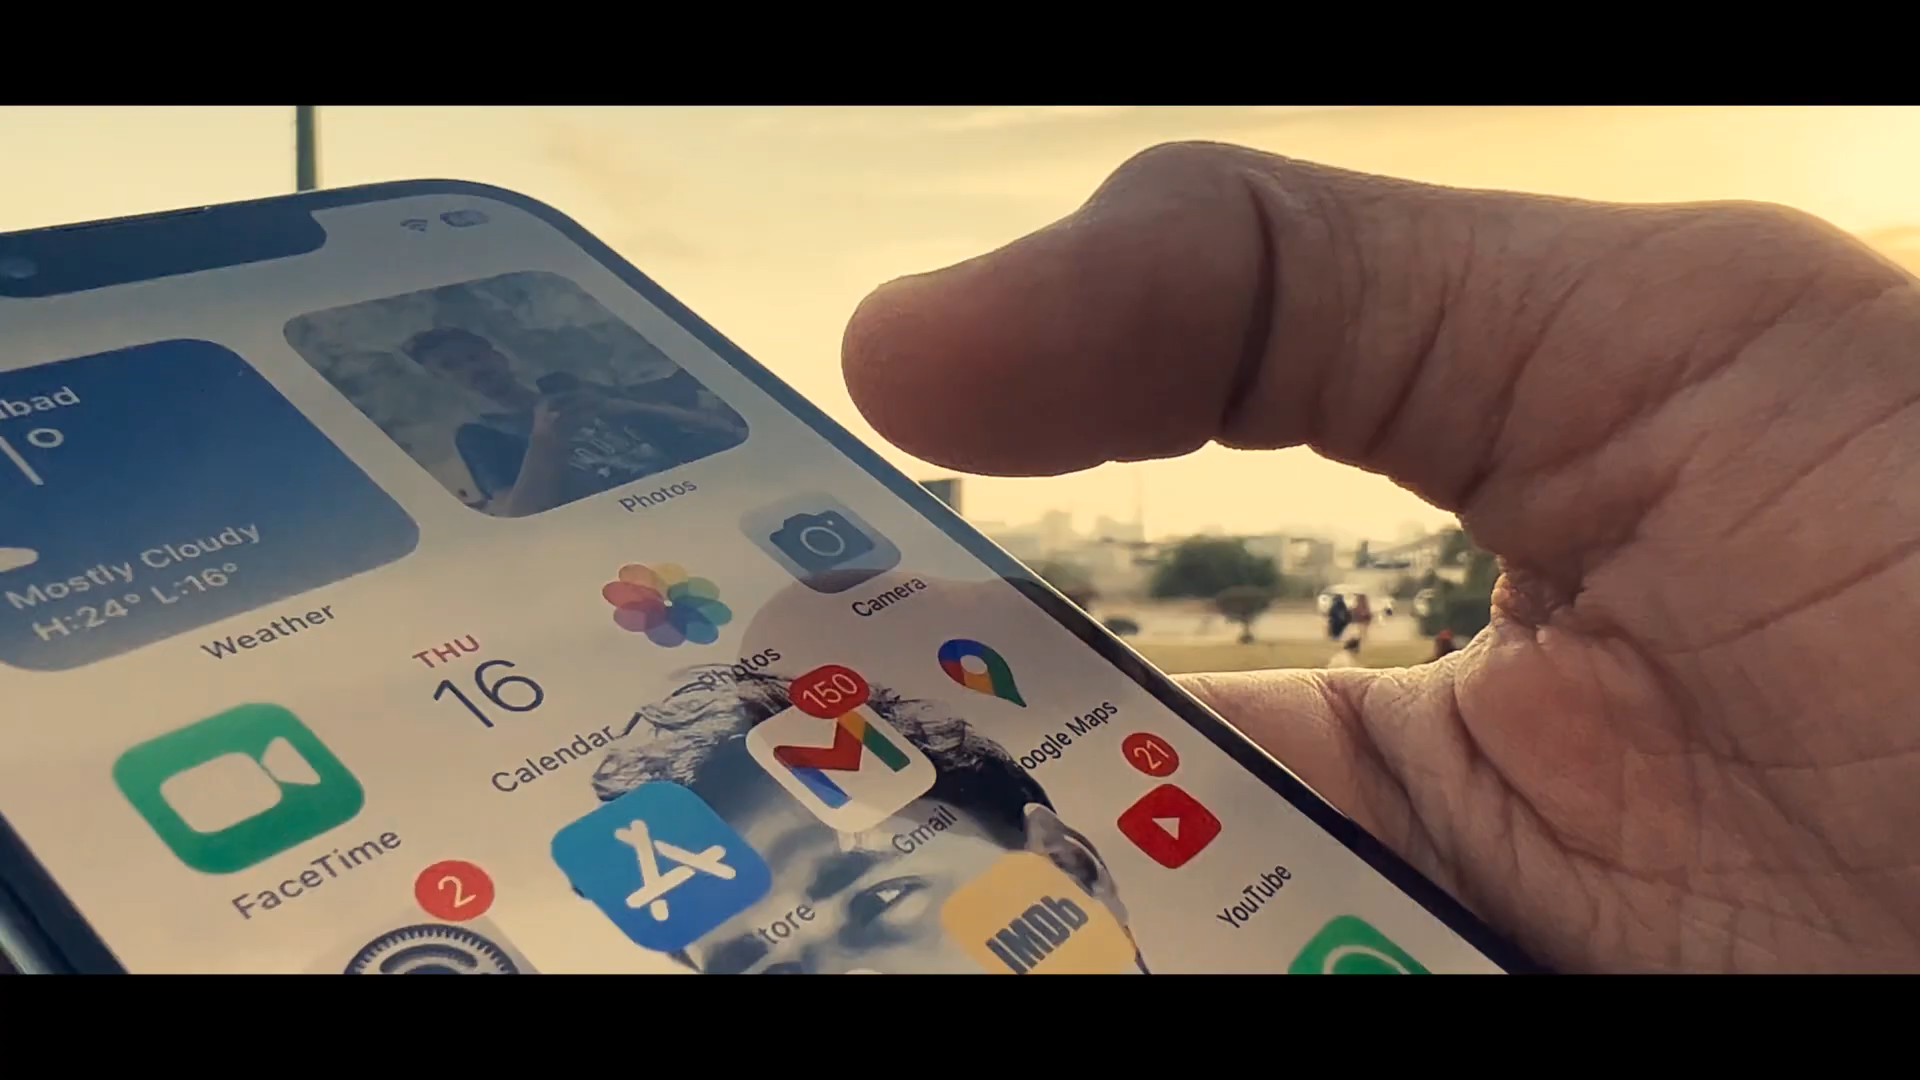 lbad
Mostly Cloudy
H:24° L:16°
Weather
Photos
Camera
THU
16
Calendar
Photos
150
Gmail
oogle Maps
21
YouTube
FaceTime
2
tore
IMDb